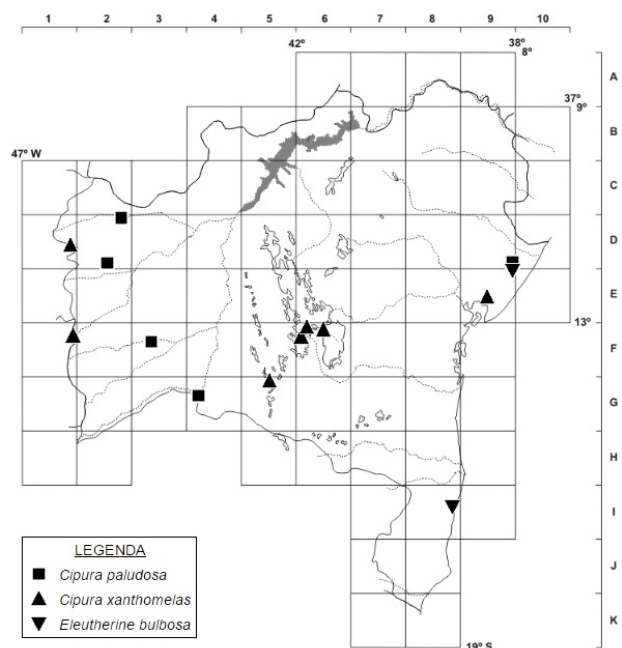 1 2 3 4 5 6 7 8 9 10
42° 38°
8°
A
37°
9°
B
47° W
C
D
E
13°
F
G
H
I
LEGENDA
Cipura paludosa
J
Cipura xanthomelas
Eleutherine bulbosa
K
19° S